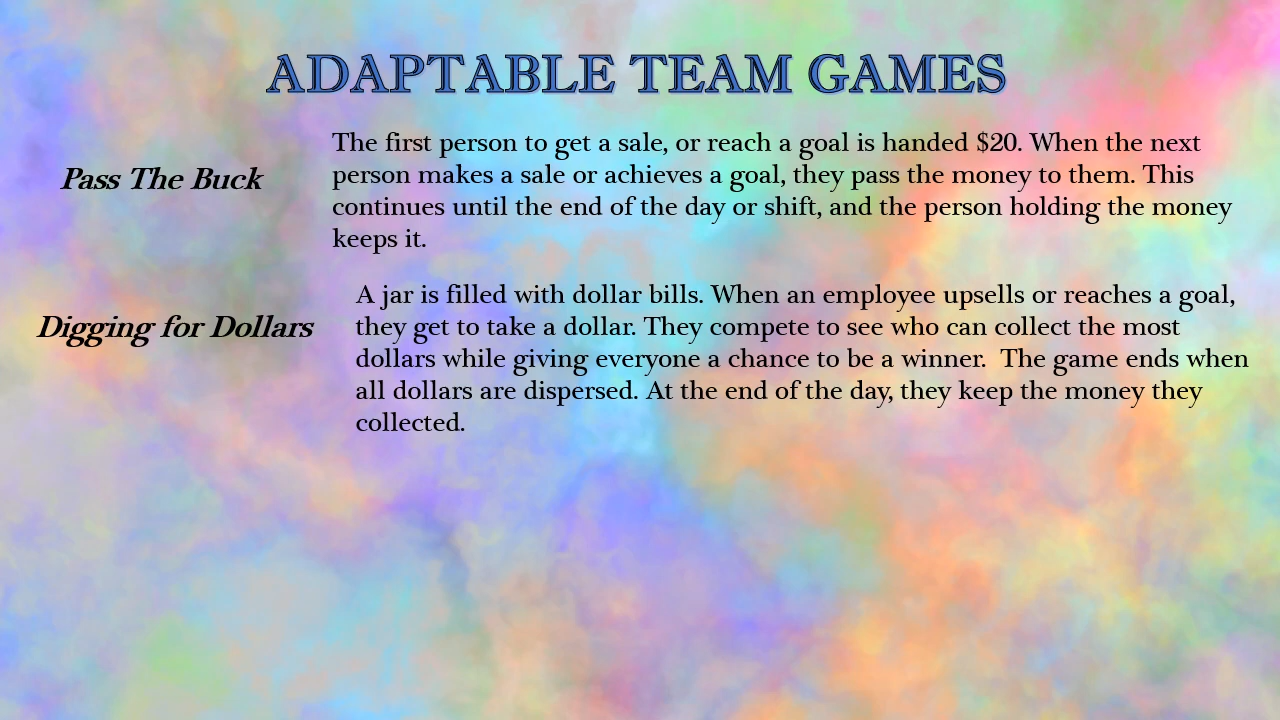 ADAPTABLE TEAM GAMES
Pass The Buck
The first person to get a sale, or reach a goal is handed $20. When the next
person makes a sale or achieves a goal, they pass the money to them. This
continues until the end of the day or shift, and the person holding the money
keeps it.
Digging for Dollars
A jar is filled with dollar bills. When an employee upsells or reaches a goal,
they get to take a dollar. They compete to see who can collect the most
dollars while giving everyone a chance to be a winner.  The game ends when
all dollars are dispersed. At the end of the day, they keep the money they
collected.